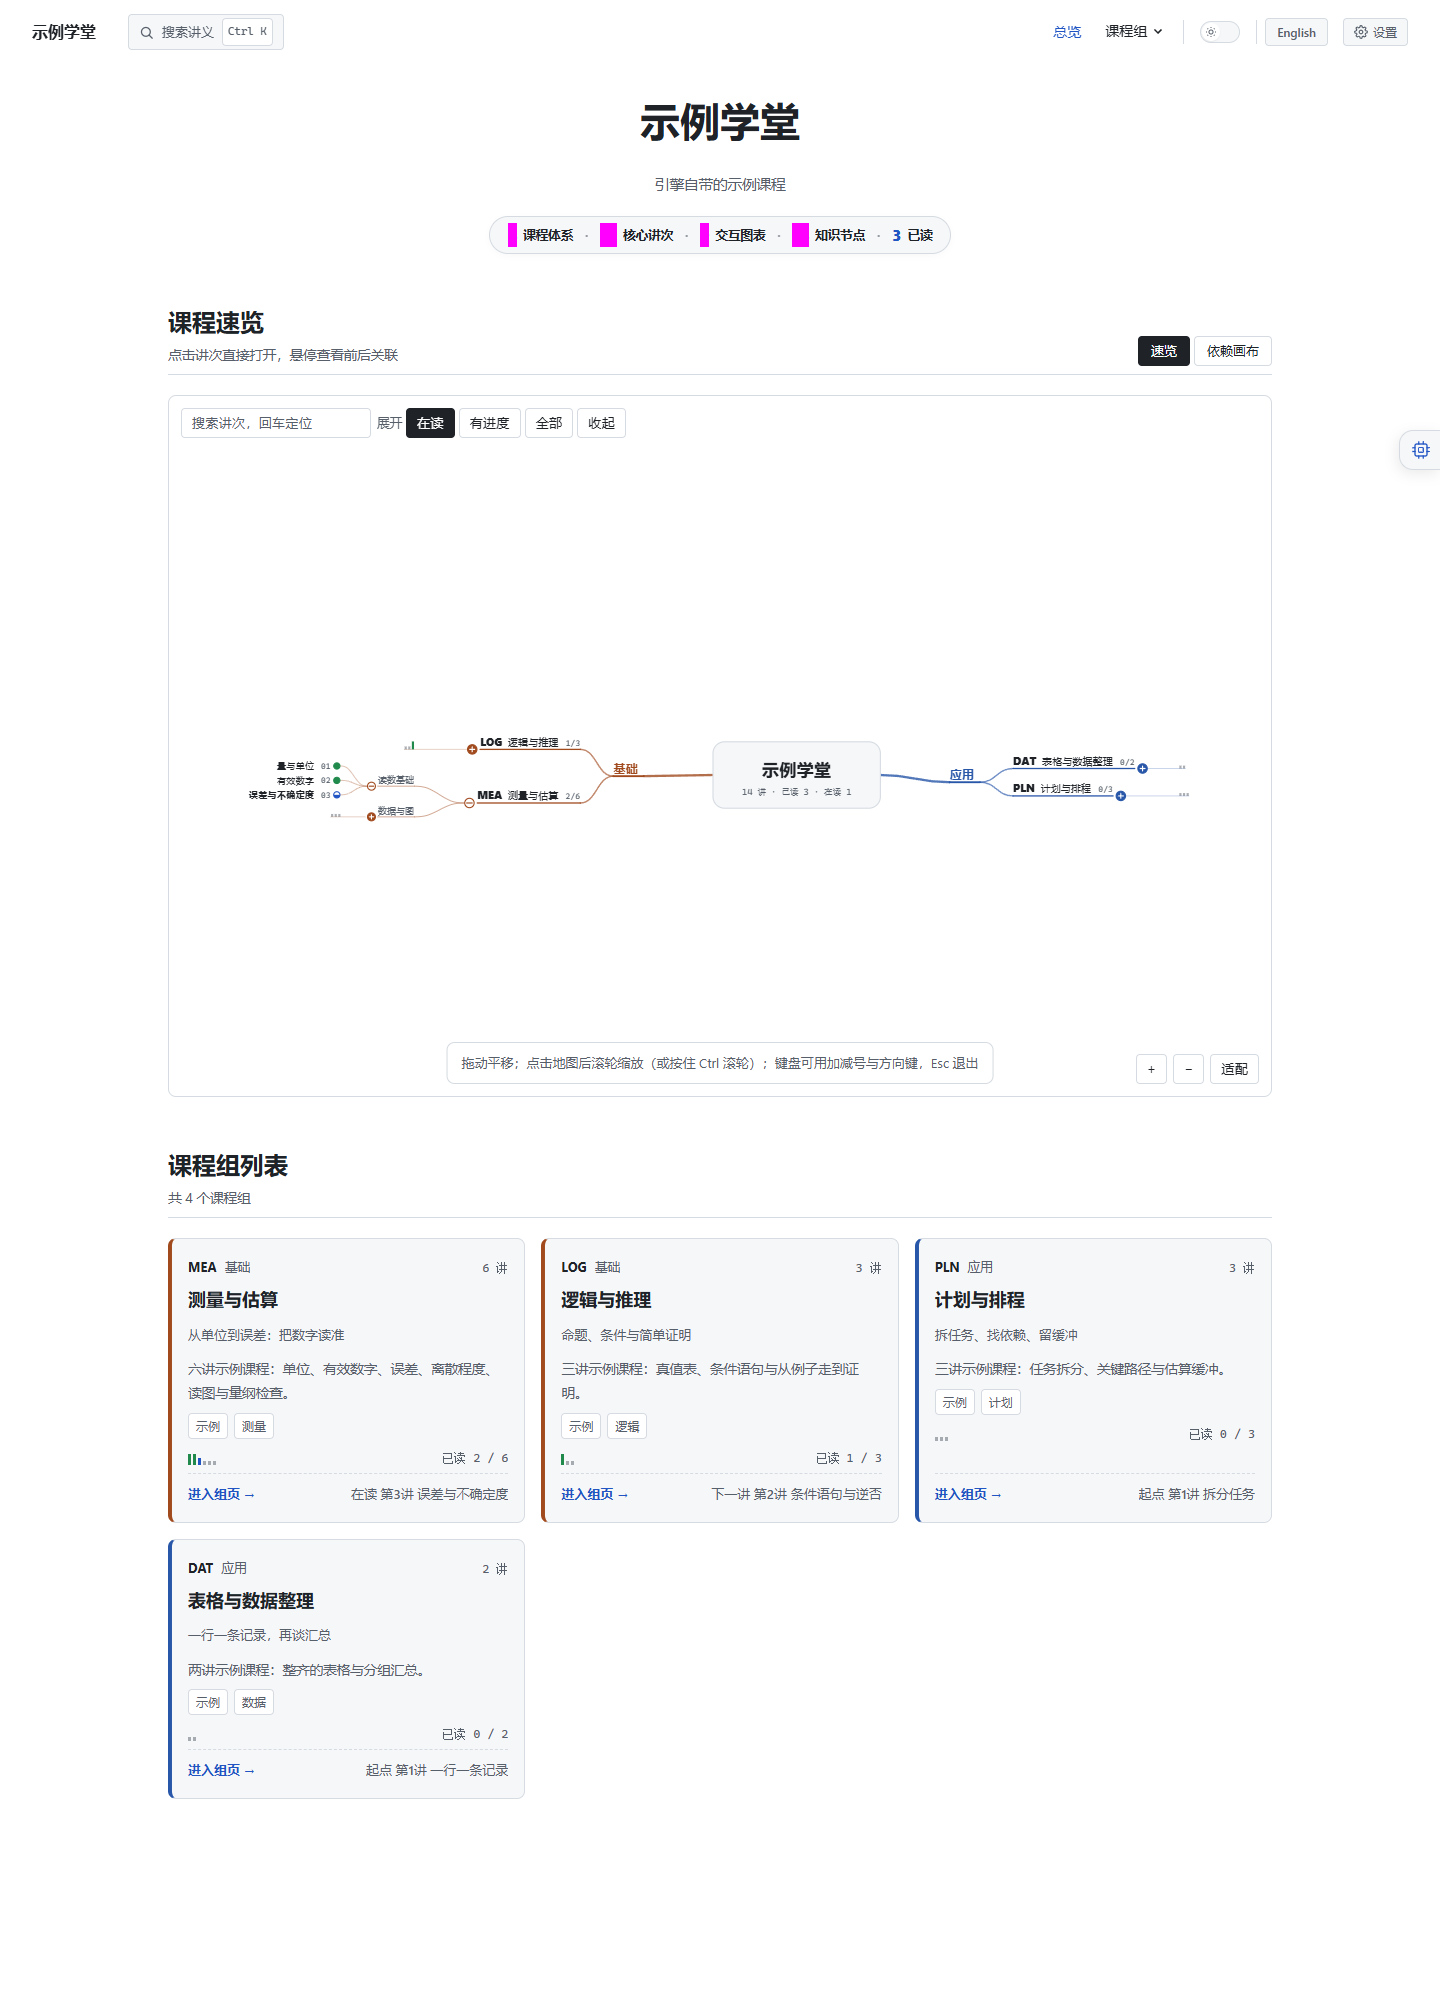 示例学堂
搜索讲义 Ctrl K
总览 课程组
English
设置
示例学堂
引擎自带的示例课程
课程体系 · 核心讲次 · 交互图表 · 知识节点 · 3 已读
课程速览
点击讲次直接打开，悬停查看前后关联
速览 依赖画布
搜索讲次，回车定位 展开 在读 有进度 全部 收起
LOG 逻辑与推理 1/3
量与单位 01
有效数字 02
误差与不确定度 03
读数基础
数据与图
MEA 测量与估算 2/6
基础
示例学堂
14 讲 · 已读 3 · 在读 1
应用
DAT 表格与数据整理 0/2
PLN 计划与排程 0/3
拖动平移；点击地图后滚轮缩放（或按住 Ctrl 滚轮）；键盘可用加减号与方向键，Esc 退出
+ − 适配
课程组列表
共 4 个课程组
MEA 基础 6 讲
测量与估算
从单位到误差：把数字读准
六讲示例课程：单位、有效数字、误差、离散程度、
读图与量纲检查。
示例 测量
已读 2 / 6
进入组页 → 在读 第3讲 误差与不确定度
LOG 基础 3 讲
逻辑与推理
命题、条件与简单证明
三讲示例课程：真值表、条件语句与从例子走到证
明。
示例 逻辑
已读 1 / 3
进入组页 → 下一讲 第2讲 条件语句与逆否
PLN 应用 3 讲
计划与排程
拆任务、找依赖、留缓冲
三讲示例课程：任务拆分、关键路径与估算缓冲。
示例 计划
已读 0 / 3
进入组页 → 起点 第1讲 拆分任务
DAT 应用 2 讲
表格与数据整理
一行一条记录，再谈汇总
两讲示例课程：整齐的表格与分组汇总。
示例 数据
已读 0 / 2
进入组页 → 起点 第1讲 一行一条记录